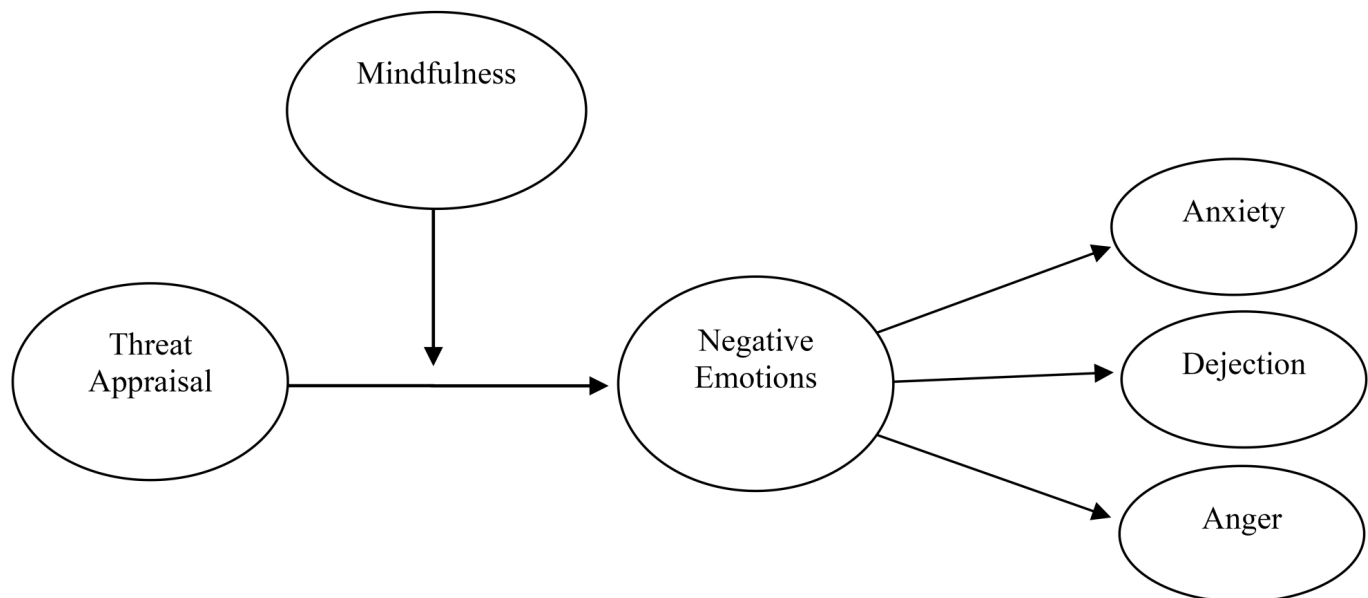 Mindfulness
Threat
Appraisal
Negative
Emotions
Anxiety
Dejection
Anger